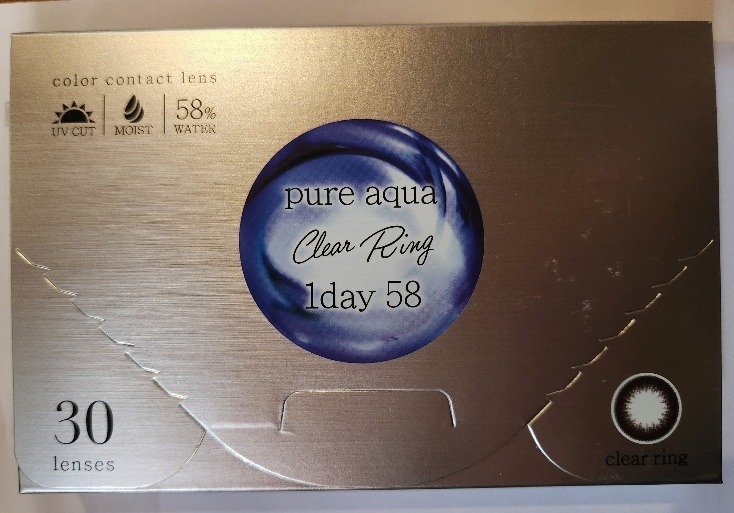 color contact lens
UV CUT
MOIST
58%
WATER
pure aqua
Clear Ring
1day 58
30
lenses
clear ring